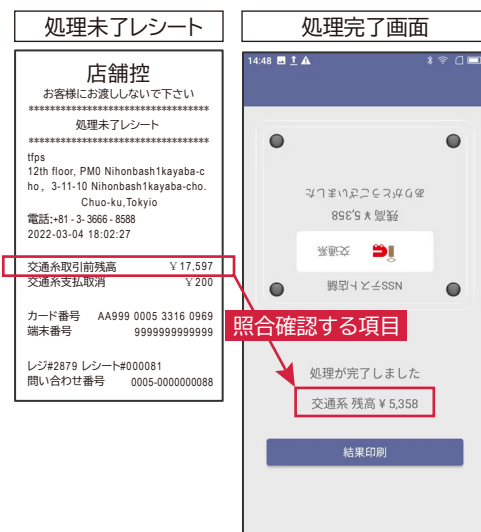 処理未了レシート
処理完了画面
店舗控
お客様にお渡ししないで下さい
**********************************
処理未了レシート
**********************************
tfps
12th floor, PM0 Nihonbash1kayaba-c
ho, 3-11-10 Nihonbash1kayaba-cho.
Chuo-ku,Tokyio
電話:+81 - 3- 3666 - 8588
2022-03-04 18:02:27
交通糸取引前残高 ￥17,597
交通糸支払取消 ￥200
カード番号 AA999 0005 3316 0969
端末番号 9999999999999
レジ#2879 レシート#000081
問い合わせ番号 0005-0000000088
14:48
ありがとうございました
残高 ¥ 5,358
交通系
NSSテスト店舗
照合確認する項目
処理が完了しました
交通系 残高 ¥ 5,358
結果印刷